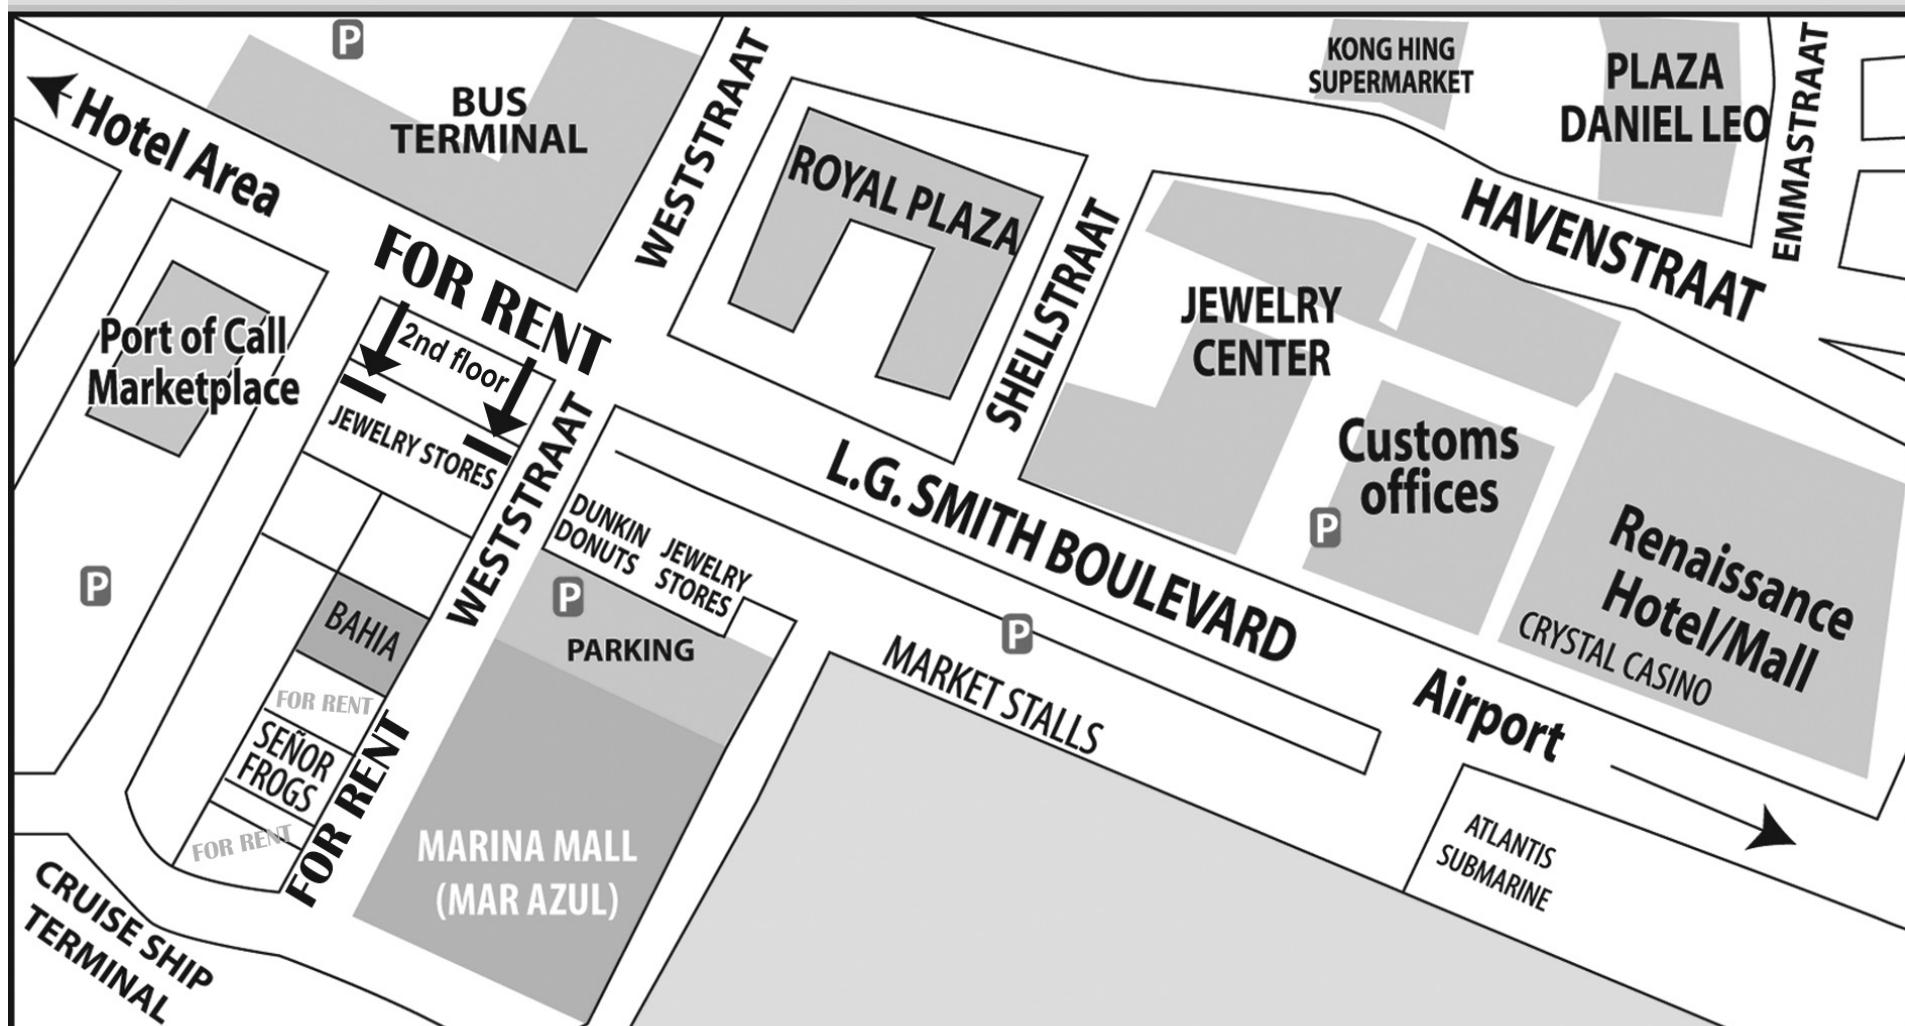 P
KONG HING
SUPERMARKET
PLAZA
DANIEL LEO
EMMASTRAAT
Hotel Area
BUS
TERMINAL
WESTSTRAAT
ROYAL PLAZA
SHELLSTRAAT
HAVENSTRAAT
JEWELRY
CENTER
FOR RENT
2nd floor
Port of Call
Marketplace
JEWELRY STORES
WESTSTRAAT
L.G. SMITH BOULEVARD
Customs
offices
P
Renaissance
Hotel/Mall
CRYSTAL CASINO
DUNKIN
DONUTS
JEWELRY
STORES
P
P
PARKING
P
BAHIA
MARKET STALLS
Airport
FOR RENT
SEÑOR
FROGS
FOR RENT
FOR RENT
MARINA MALL
(MAR AZUL)
ATLANTIS
SUBMARINE
CRUISE SHIP
TERMINAL